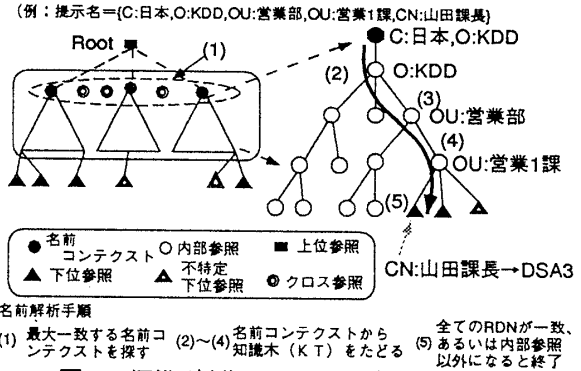 (例：提示名={C:日本,O:KDD,OU:営業部,OU:営業1課,CN:山田課長}
Root
(1)
C:日本,O:KDD
(2)
O:KDD
(3)
OU:営業部
(4)
OU:営業1課
(5)
CN:山田課長→DSA3
● 名前コンテクスト ○ 内部参照 ■ 上位参照
▲ 下位参照 △ 不特定下位参照 クロス参照
名前解析手順
(1) 最大一致する名前コンテクストを探す
(2)～(4) 名前コンテクストから知識木（KT）をたどる
(5) 全てのRDNが一致、あるいは内部参照以外になると終了